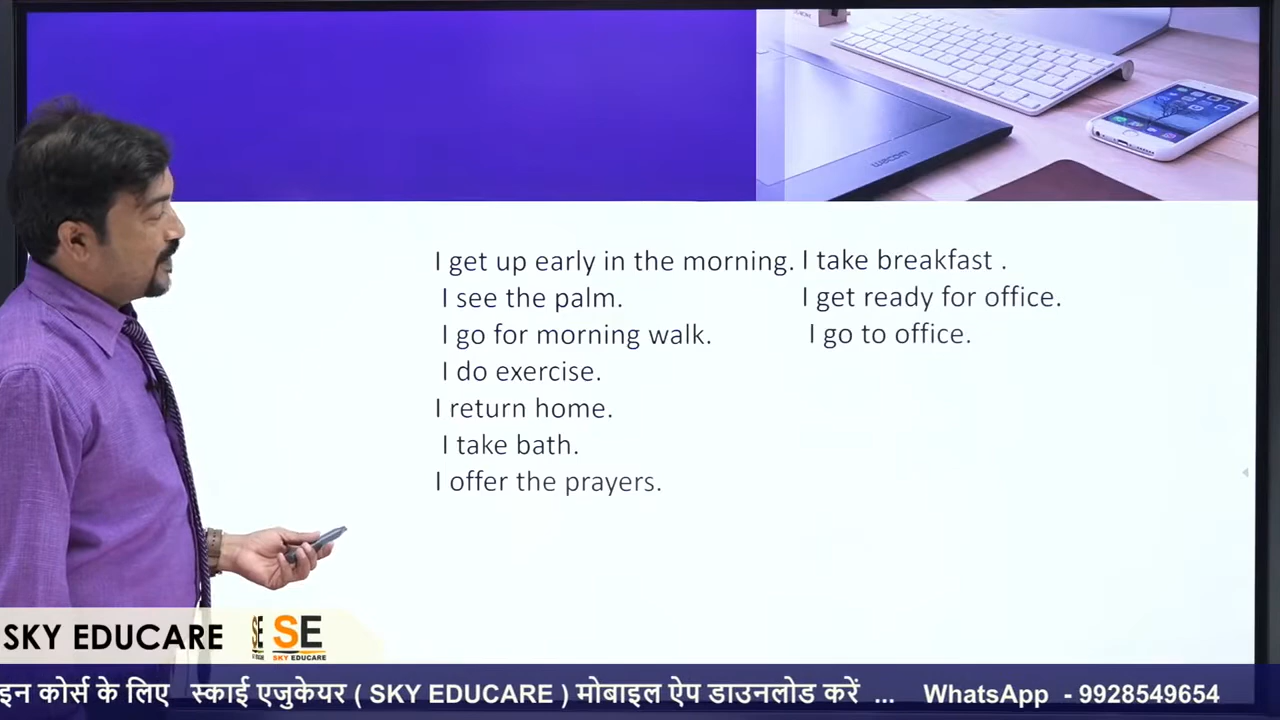 wacom
I get up early in the morning.
I see the palm.
I go for morning walk.
I do exercise.
I return home.
I take bath.
I offer the prayers.
I take breakfast .
I get ready for office.
I go to office.
SKY EDUCARE
SE
SE
SKY EDUCARE
इन कोर्स के लिए स्काई एजुकेयर ( SKY EDUCARE ) मोबाइल ऐप डाउनलोड करें ... WhatsApp - 9928549654